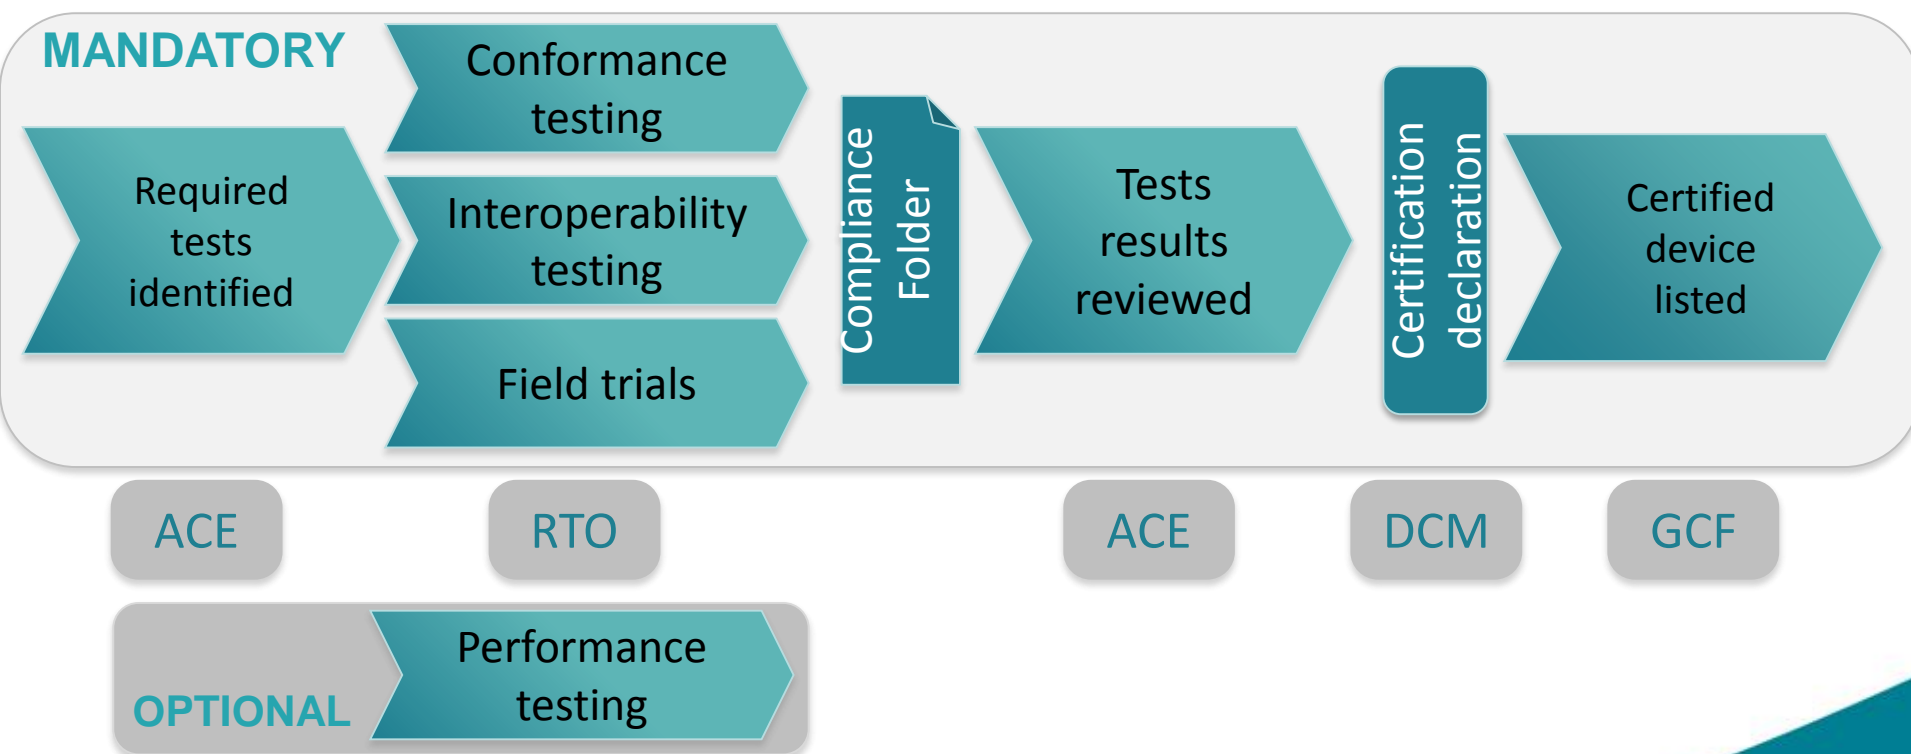 MANDATORY
Required
tests
identified
Conformance
testing
Interoperability
testing
Field trials
Compliance
Folder
Tests
results
reviewed
Certification
declaration
Certified
device
listed
ACE
RTO
ACE
DCM
GCF
OPTIONAL
Performance
testing